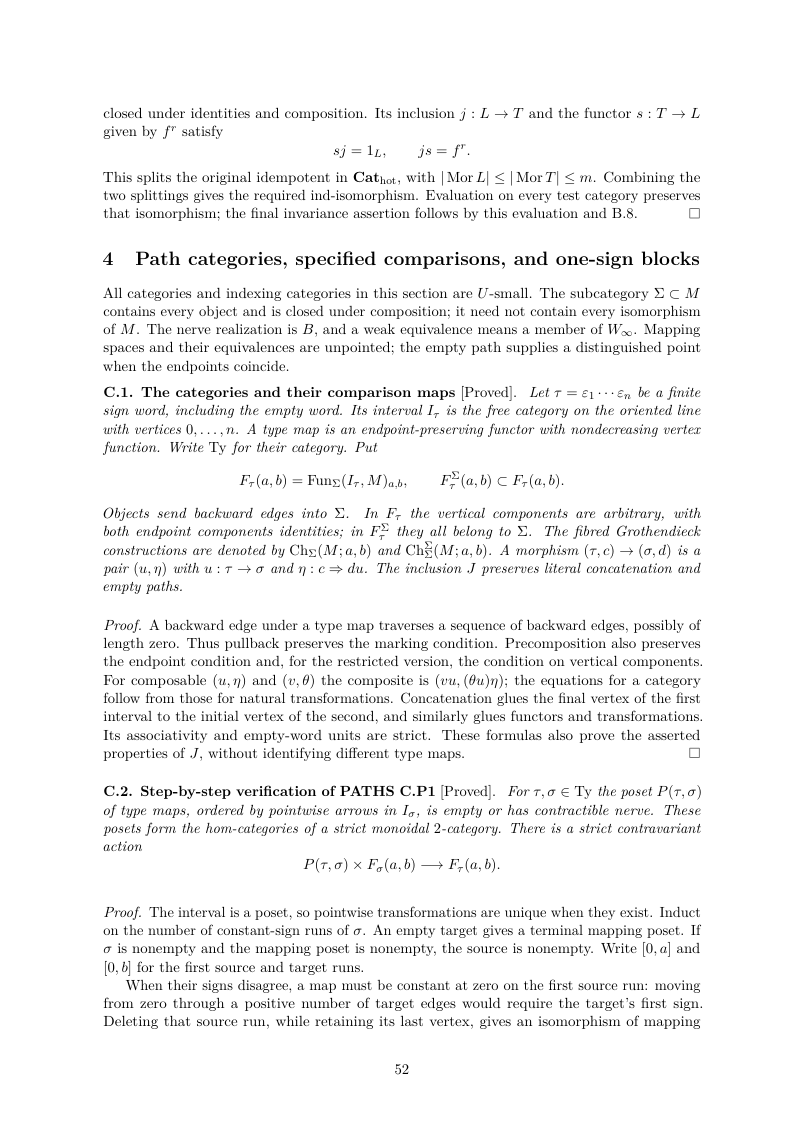 closed under identities and composition. Its inclusion j : L → T and the functor s : T → L
given by fʳ satisfy
sj = 1_L,  js = fʳ.
This splits the original idempotent in Cat_hot, with | Mor L| ≤ | Mor T| ≤ m. Combining the
two splittings gives the required ind-isomorphism. Evaluation on every test category preserves
that isomorphism; the final invariance assertion follows by this evaluation and B.8. □
4 Path categories, specified comparisons, and one-sign blocks
All categories and indexing categories in this section are U-small. The subcategory Σ ⊂ M
contains every object and is closed under composition; it need not contain every isomorphism
of M. The nerve realization is B, and a weak equivalence means a member of W_∞. Mapping
spaces and their equivalences are unpointed; the empty path supplies a distinguished point
when the endpoints coincide.
C.1. The categories and their comparison maps [Proved]. Let τ = ε₁ ··· εₙ be a finite
sign word, including the empty word. Its interval I_τ is the free category on the oriented line
with vertices 0, . . . , n. A type map is an endpoint-preserving functor with nondecreasing vertex
function. Write Ty for their category. Put
F_τ(a, b) = Fun_Σ(I_τ, M)_{a,b},  F_τ^Σ(a, b) ⊂ F_τ(a, b).
Objects send backward edges into Σ. In F_τ the vertical components are arbitrary, with
both endpoint components identities; in F_τ^Σ they all belong to Σ. The fibred Grothendieck
constructions are denoted by Ch_Σ(M; a, b) and Ch_Σ^Σ(M; a, b). A morphism (τ, c) → (σ, d) is a
pair (u, η) with u : τ → σ and η : c ⇒ du. The inclusion J preserves literal concatenation and
empty paths.
Proof. A backward edge under a type map traverses a sequence of backward edges, possibly of
length zero. Thus pullback preserves the marking condition. Precomposition also preserves
the endpoint condition and, for the restricted version, the condition on vertical components.
For composable (u, η) and (v, θ) the composite is (vu, (θu)η); the equations for a category
follow from those for natural transformations. Concatenation glues the final vertex of the first
interval to the initial vertex of the second, and similarly glues functors and transformations.
Its associativity and empty-word units are strict. These formulas also prove the asserted
properties of J, without identifying different type maps. □
C.2. Step-by-step verification of PATHS C.P1 [Proved]. For τ, σ ∈ Ty the poset P(τ, σ)
of type maps, ordered by pointwise arrows in I_σ, is empty or has contractible nerve. These
posets form the hom-categories of a strict monoidal 2-category. There is a strict contravariant
action
P(τ, σ) × F_σ(a, b) ⟶ F_τ(a, b).
Proof. The interval is a poset, so pointwise transformations are unique when they exist. Induct
on the number of constant-sign runs of σ. An empty target gives a terminal mapping poset. If
σ is nonempty and the mapping poset is nonempty, the source is nonempty. Write [0, a] and
[0, b] for the first source and target runs.
When their signs disagree, a map must be constant at zero on the first source run: moving
from zero through a positive number of target edges would require the target's first sign.
Deleting that source run, while retaining its last vertex, gives an isomorphism of mapping
52